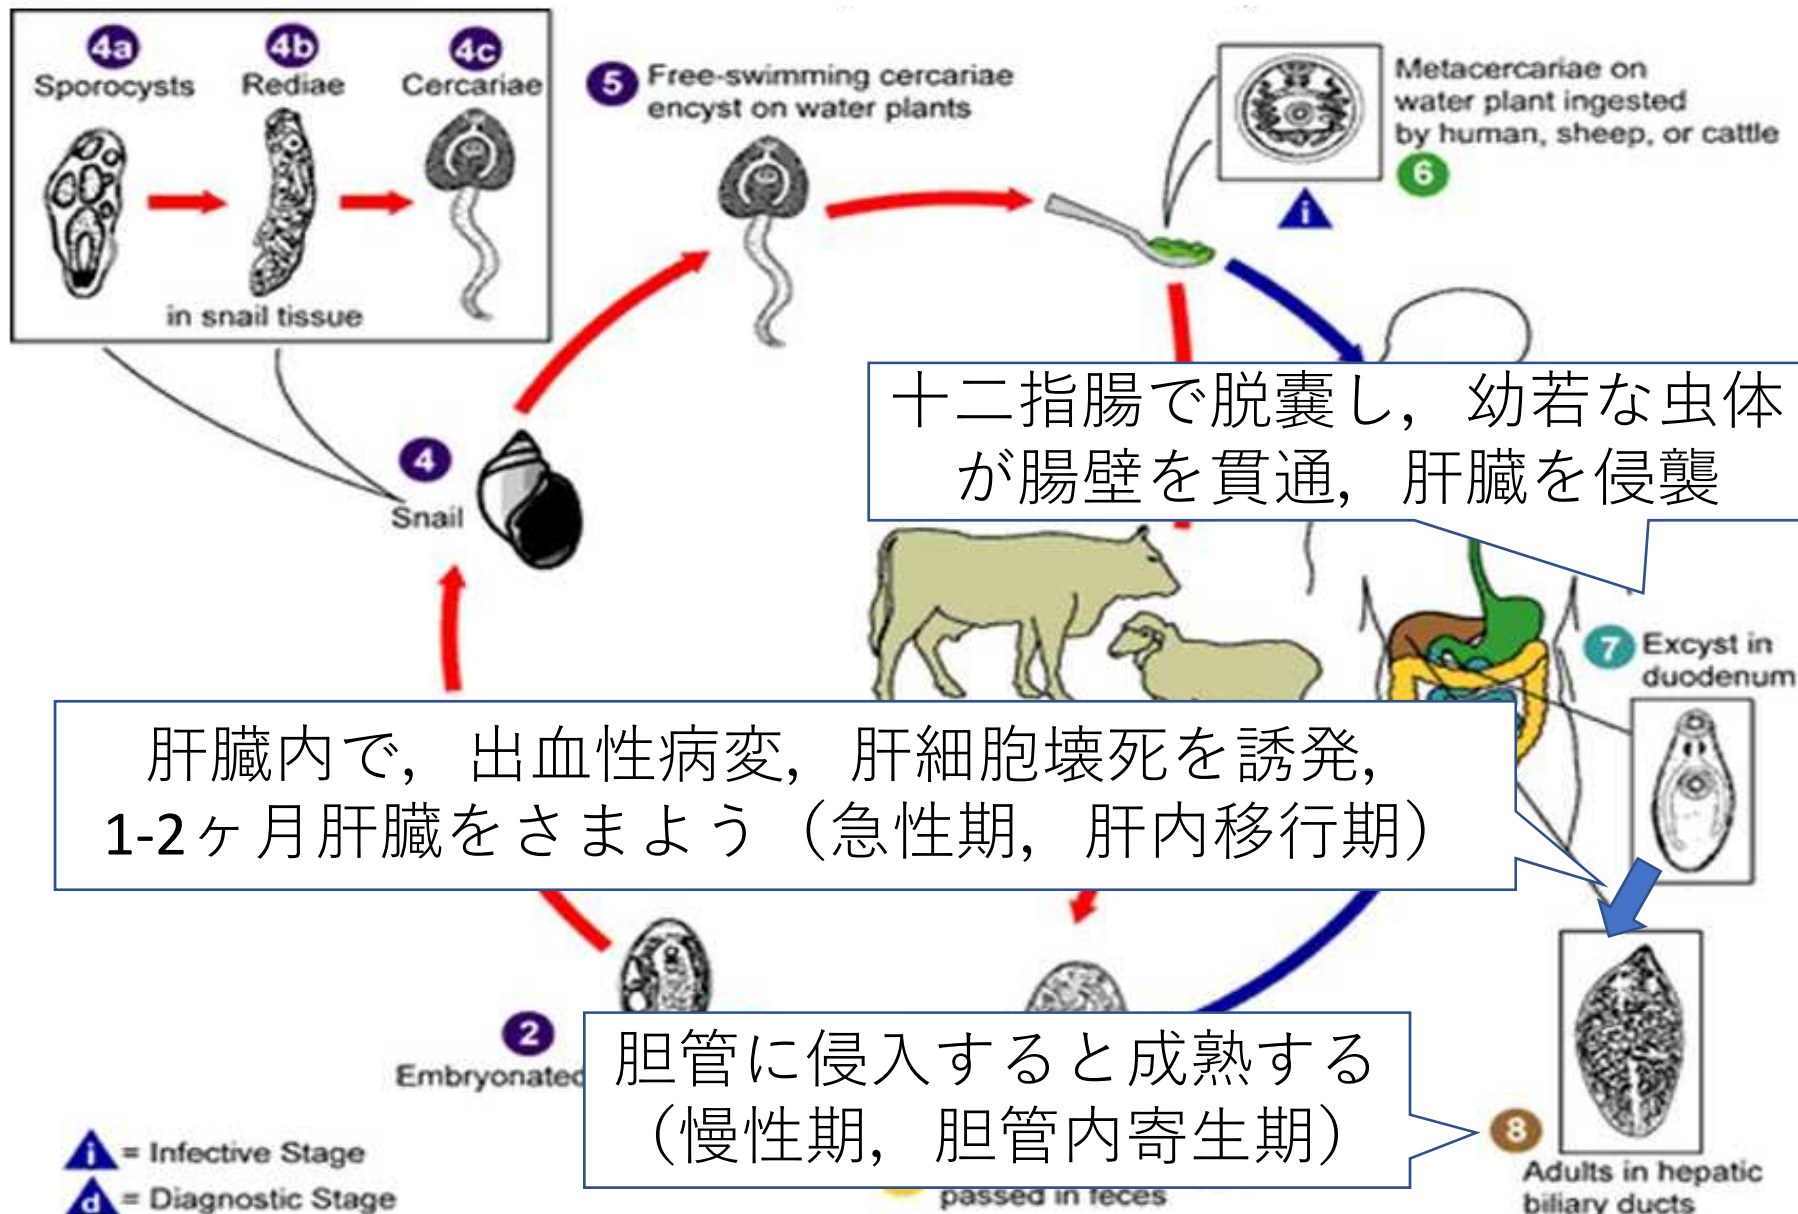 4a
Sporocysts
4b
Rediae
4c
Cercariae
in snail tissue
5
Free-swimming cercariae
encyst on water plants
Metacercariae on
water plant ingested
by human, sheep, or cattle
6
i
4
Snail
十二指腸で脱嚢し，幼若な虫体
が腸壁を貫通，肝臓を侵襲
7
Excyst in
duodenum
肝臓内で，出血性病変，肝細胞壊死を誘発，
1-2ヶ月肝臓をさまよう（急性期，肝内移行期）
2
Embryonated
胆管に侵入すると成熟する
（慢性期，胆管内寄生期）
8
Adults in hepatic
biliary ducts
passed in feces
i = Infective Stage
d = Diagnostic Stage